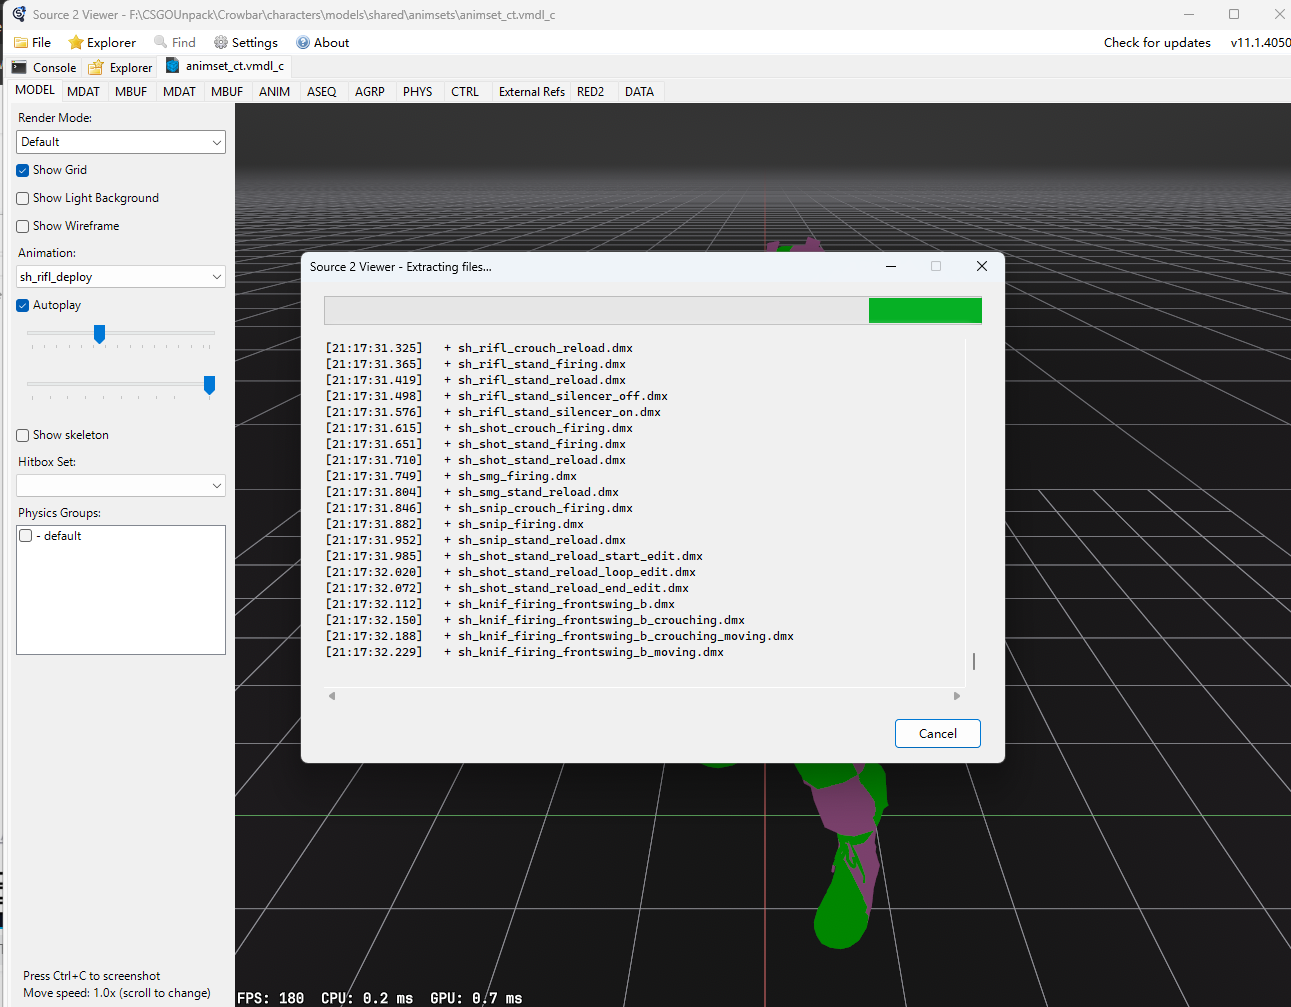 Source 2 Viewer - F:\CSGOUnpack\Crowbar\characters\models\shared\animsets\animset_ct.vmdl_c
File Explorer Find Settings About Check for updates v11.1.4050
Console Explorer animset_ct.vmdl_c
MODEL MDAT MBUF MDAT MBUF ANIM ASEQ AGRP PHYS CTRL External Refs RED2 DATA
Render Mode:
Default
Show Grid
Show Light Background
Show Wireframe
Animation:
sh_rifl_deploy
Autoplay
Show skeleton
Hitbox Set:
Physics Groups:
- default
Press Ctrl+C to screenshot
Move speed: 1.0x (scroll to change)
Source 2 Viewer - Extracting files...
[21:17:31.325] + sh_rifl_crouch_reload.dmx
[21:17:31.365] + sh_rifl_stand_firing.dmx
[21:17:31.419] + sh_rifl_stand_reload.dmx
[21:17:31.498] + sh_rifl_stand_silencer_off.dmx
[21:17:31.576] + sh_rifl_stand_silencer_on.dmx
[21:17:31.615] + sh_shot_crouch_firing.dmx
[21:17:31.651] + sh_shot_stand_firing.dmx
[21:17:31.710] + sh_shot_stand_reload.dmx
[21:17:31.749] + sh_smg_firing.dmx
[21:17:31.804] + sh_smg_stand_reload.dmx
[21:17:31.846] + sh_snip_crouch_firing.dmx
[21:17:31.882] + sh_snip_firing.dmx
[21:17:31.952] + sh_snip_stand_reload.dmx
[21:17:31.985] + sh_shot_stand_reload_start_edit.dmx
[21:17:32.020] + sh_shot_stand_reload_loop_edit.dmx
[21:17:32.072] + sh_shot_stand_reload_end_edit.dmx
[21:17:32.112] + sh_knif_firing_frontswing_b.dmx
[21:17:32.150] + sh_knif_firing_frontswing_b_crouching.dmx
[21:17:32.188] + sh_knif_firing_frontswing_b_crouching_moving.dmx
[21:17:32.229] + sh_knif_firing_frontswing_b_moving.dmx
Cancel
FPS: 180 CPU: 0.2 ms GPU: 0.7 ms